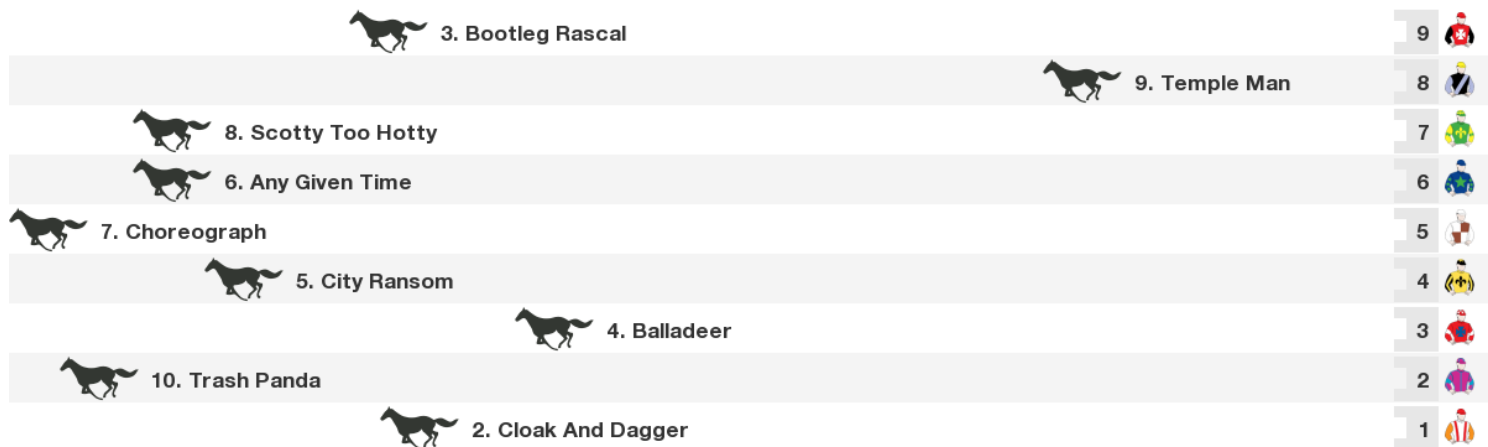 3. Bootleg Rascal 9
9. Temple Man 8
8. Scotty Too Hotty 7
6. Any Given Time 6
7. Choreograph 5
5. City Ransom 4
4. Balladeer 3
10. Trash Panda 2
2. Cloak And Dagger 1